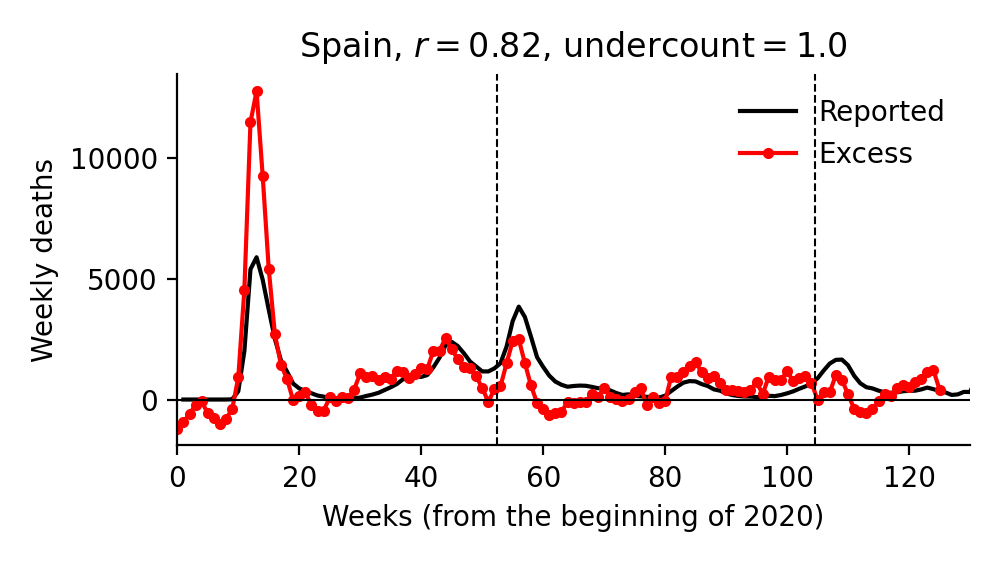 Spain, r = 0.82, undercount = 1.0
Reported
Excess
Weekly deaths
10000
5000
0
0 20 40 60 80 100 120
Weeks (from the beginning of 2020)